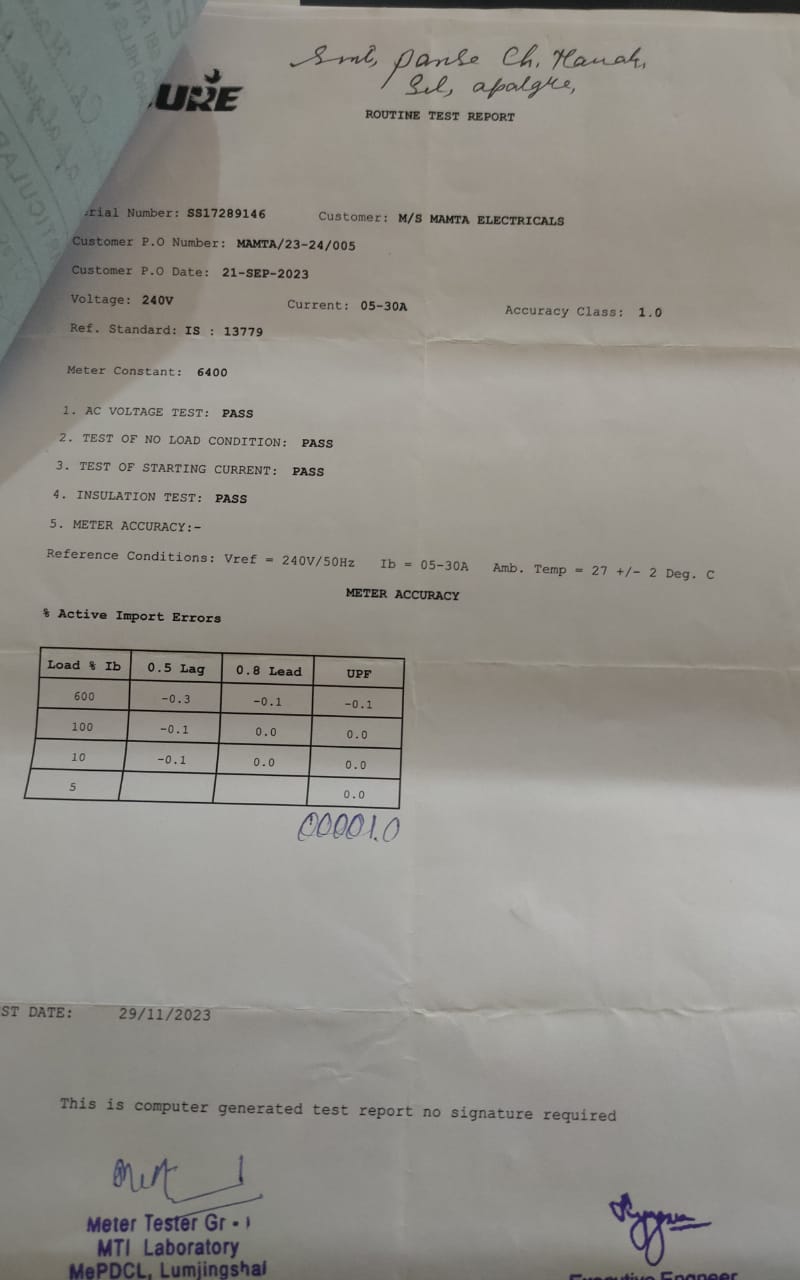 Smt, Panse Ch. Marak,
URE
ROUTINE TEST REPORT
rial Number: SS17289146 Customer: M/S MAMTA ELECTRICALS
Customer P.O Number: MAMTA/23-24/005
Customer P.O Date: 21-SEP-2023
Voltage: 240V Current: 05-30A Accuracy Class: 1.0
Ref. Standard: IS : 13779
Meter Constant: 6400
1. AC VOLTAGE TEST: PASS
2. TEST OF NO LOAD CONDITION: PASS
3. TEST OF STARTING CURRENT: PASS
4. INSULATION TEST: PASS
5. METER ACCURACY:-
Reference Conditions: Vref = 240V/50Hz Ib = 05-30A Amb. Temp = 27 +/- 2 Deg. C
METER ACCURACY
% Active Import Errors
Load % Ib 0.5 Lag 0.8 Lead UPF
600 -0.3 -0.1 -0.1
100 -0.1 0.0 0.0
10 -0.1 0.0 0.0
5 0.0
00001.0
ST DATE: 29/11/2023
This is computer generated test report no signature required
Meter Tester Gr - I
MTI Laboratory
MePDCL, Lumjingshai
Executive Engneer